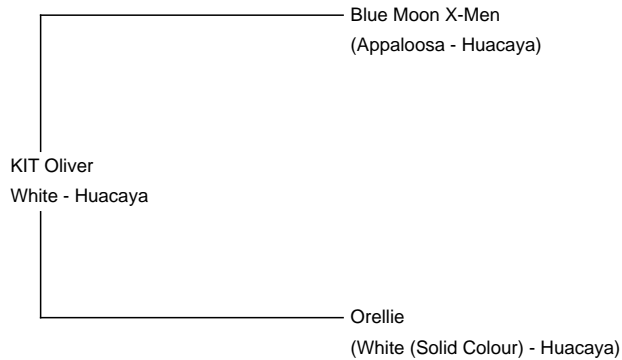 Blue Moon X-Men
(Appaloosa - Huacaya)
KIT Oliver
White - Huacaya
Orellie
(White (Solid Colour) - Huacaya)